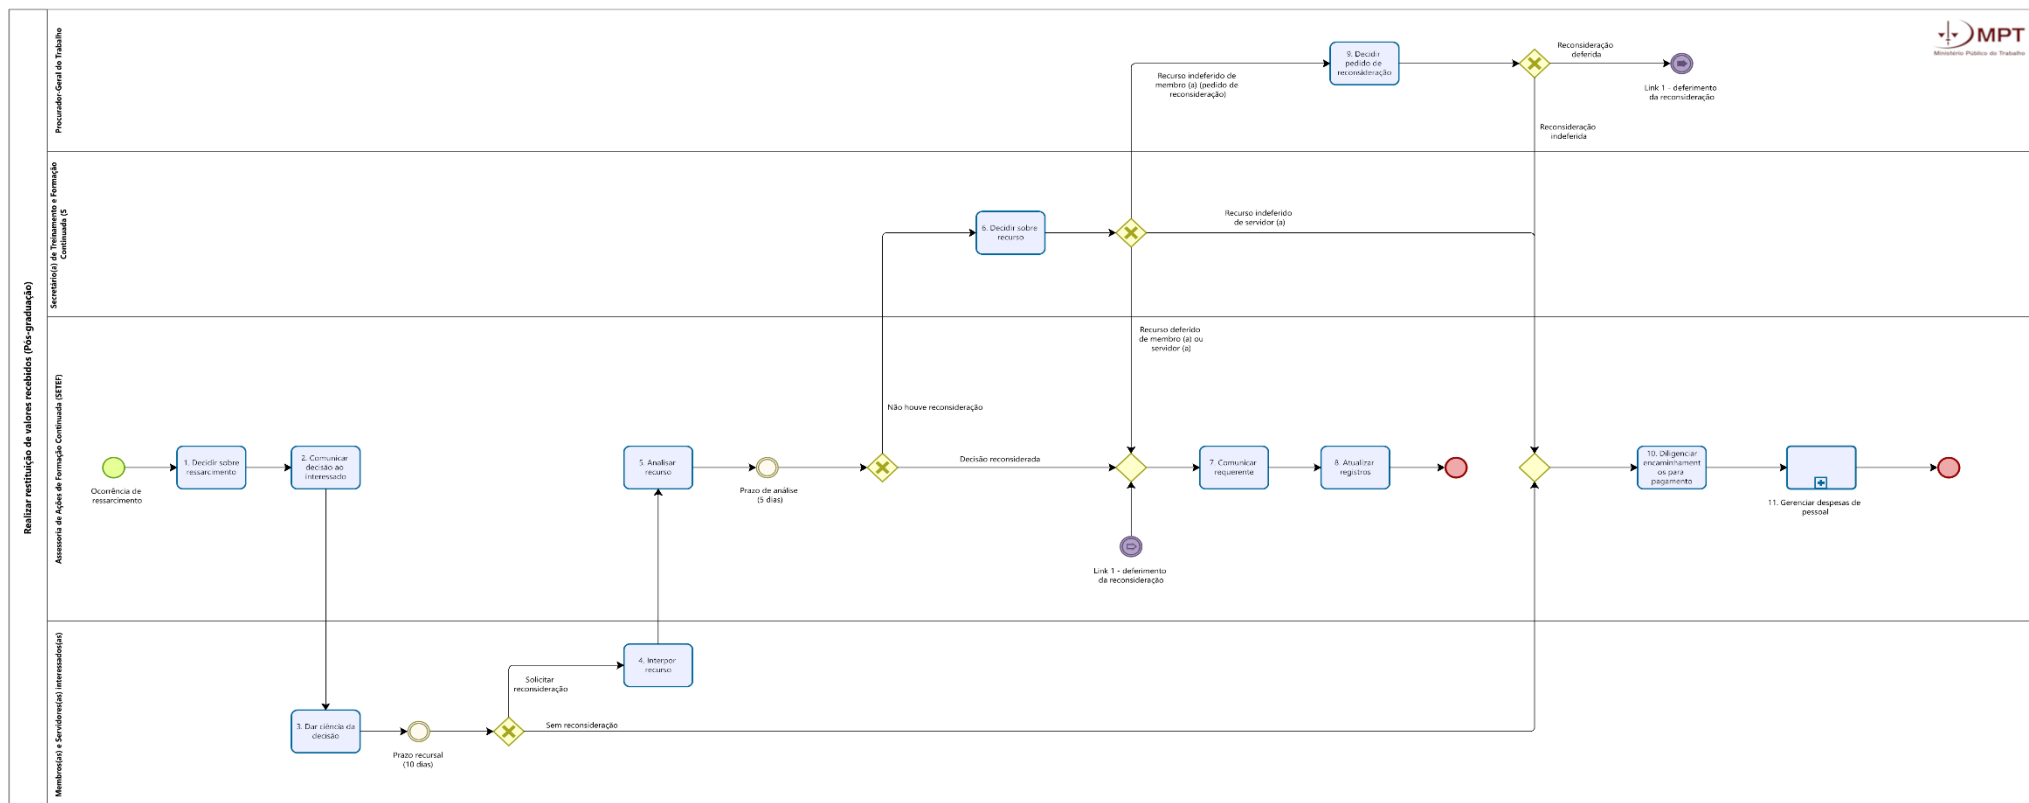 Realizar restituição de valores recebidos (Pós-graduação)
Procurador-Geral do Trabalho
MPT
Ministério Público do Trabalho
9. Decidir
pedido de
reconsideração
Reconsideração
deferida
Link 1 - deferimento
da reconsideração
Recurso indeferido de
membro (a) (pedido de
reconsideração)
Reconsideração
indeferida
Secretário(a) de Treinamento e Formação
Continuada (S
6. Decidir sobre
recurso
Recurso indeferido
de servidor (a)
Assessoria de Ações de Formação Continuada (SETEF)
Recurso deferido
de membro (a) ou
servidor (a)
Não houve reconsideração
Ocorrência de
ressarcimento
1. Decidir sobre
ressarcimento
2. Comunicar
decisão ao
interessado
5. Analisar
recurso
Prazo de análise
(5 dias)
Decisão reconsiderada
7. Comunicar
requerente
8. Atualizar
registros
10. Diligenciar
encaminhament
os para
pagamento
11. Gerenciar despesas de
pessoal
Link 1 - deferimento
da reconsideração
Membros(as) e Servidores(as) interessados(as)
4. Interpor
recurso
Solicitar
reconsideração
3. Dar ciência da
decisão
Prazo recursal
(10 dias)
Sem reconsideração